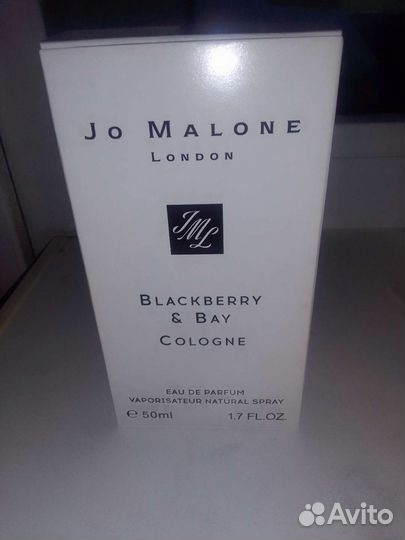 JO MALONE
LONDON
JML
BLACKBERRY
& BAY
COLOGNE
EAU DE PARFUM
VAPORISATEUR NATURAL SPRAY
℮ 50ml 1.7 FL.OZ.
Avito